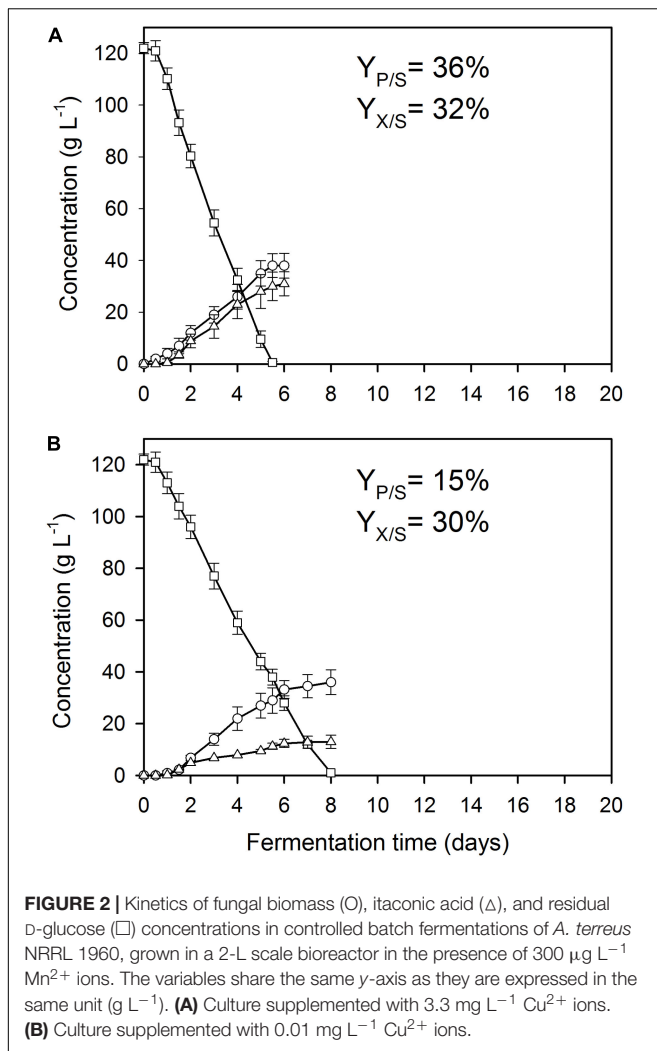 A
Concentration (g L-1)
120
100
80
60
40
20
0
YP/S= 36%
YX/S= 32%
0 2 4 6 8 10 12 14 16 18 20
B
Concentration (g L-1)
120
100
80
60
40
20
0
YP/S= 15%
YX/S= 30%
0 2 4 6 8 10 12 14 16 18 20
Fermentation time (days)
FIGURE 2 | Kinetics of fungal biomass (O), itaconic acid (△), and residual
D-glucose (□) concentrations in controlled batch fermentations of A. terreus
NRRL 1960, grown in a 2-L scale bioreactor in the presence of 300 μg L−1
Mn2+ ions. The variables share the same y-axis as they are expressed in the
same unit (g L−1). (A) Culture supplemented with 3.3 mg L−1 Cu2+ ions.
(B) Culture supplemented with 0.01 mg L−1 Cu2+ ions.